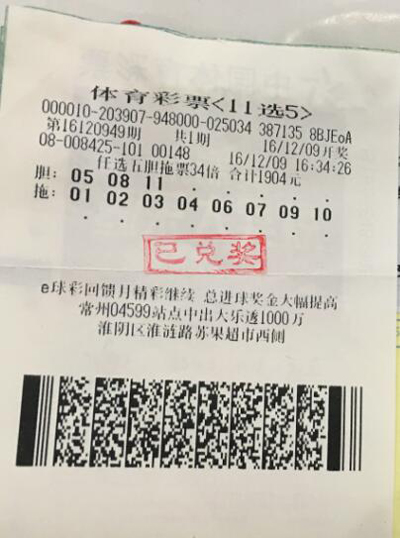 体育彩票<11选5>
000010-203907-948000-025034 387135 8BJEoA
第16120949期 共1期 16/12/09开奖
08-008425-101 00148 16/12/09 16:34:26
任选五胆拖票34倍 合计1904元
胆: 05 08 11 . . . . .
拖: 01 02 03 04 06 07 09 10
. . . . . . . .
已兑奖
e球彩回馈月精彩继续 总进球奖金大幅提高
常州04599站点中出大乐透1000万
淮阴区淮涟路苏果超市西侧